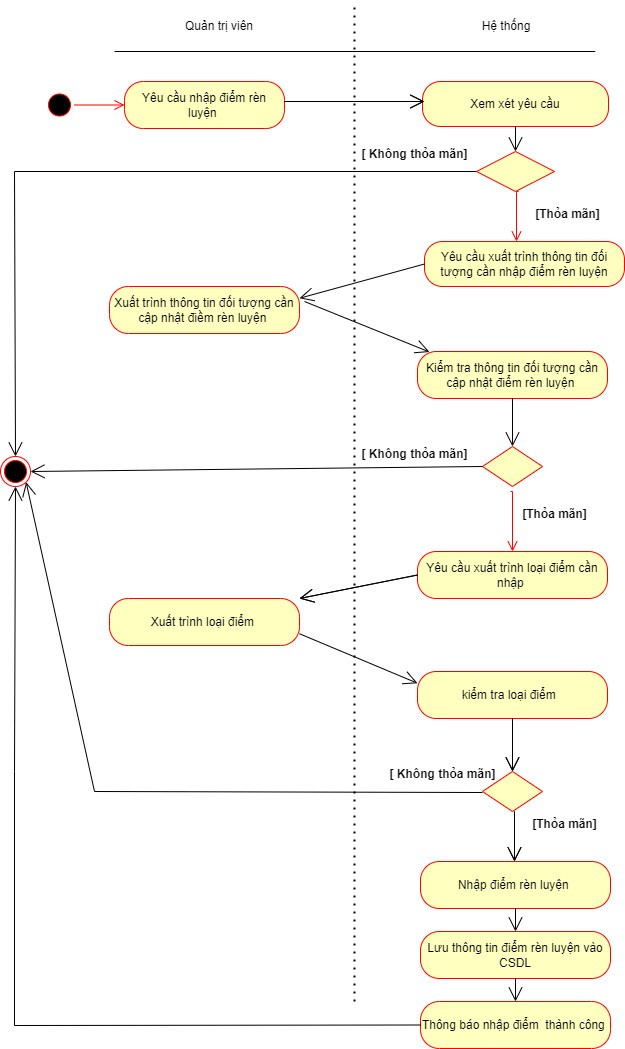 Quản trị viên
Hệ thống
Yêu cầu nhập điểm rèn
luyện
Xem xét yêu cầu
[ Không thỏa mãn]
[Thỏa mãn]
Yêu cầu xuất trình thông tin đối
tượng cần nhập điểm rèn luyện
Xuất trình thông tin đối tượng cần
cập nhật điềm rèn luyện
Kiểm tra thông tin đối tượng cần
cập nhật điểm rèn luyện
[ Không thỏa mãn]
[Thỏa mãn]
Yêu cầu xuất trình loại điểm cần
nhập
Xuất trình loại điểm
kiểm tra loại điểm
[ Không thỏa mãn]
[Thỏa mãn]
Nhập điểm rèn luyện
Lưu thông tin điểm rèn luyện váo
CSDL
Thông báo nhập điểm thành công